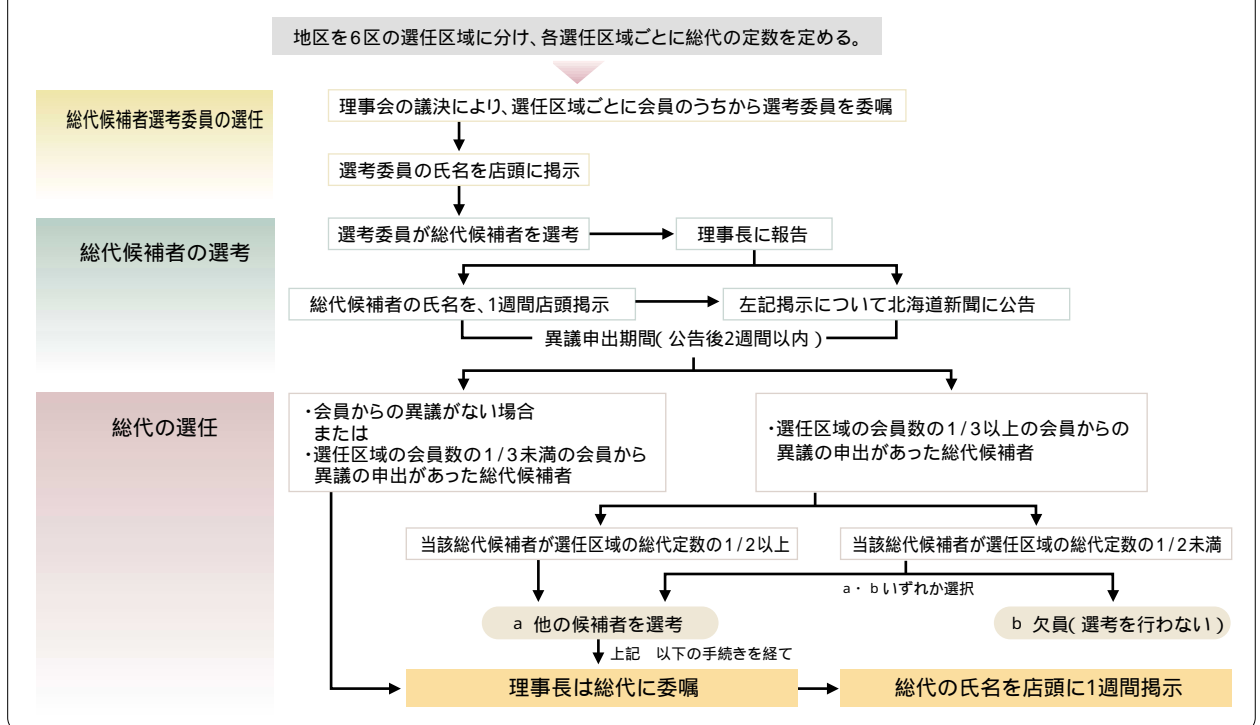 地区を6区の選任区域に分け、各選任区域ごとに総代の定数を定める。
総代候補者選考委員の選任
理事会の議決により、選任区域ごとに会員のうちから選考委員を委嘱
選考委員の氏名を店頭に掲示
総代候補者の選考
選考委員が総代候補者を選考
理事長に報告
総代候補者の氏名を、1週間店頭掲示
左記掲示について北海道新聞に公告
異議申出期間(公告後2週間以内)
総代の選任
・会員からの異議がない場合
または
・選任区域の会員数の1/3未満の会員から
異議の申出があった総代候補者
・選任区域の会員数の1/3以上の会員からの
異議の申出があった総代候補者
当該総代候補者が選任区域の総代定数の1/2以上
当該総代候補者が選任区域の総代定数の1/2未満
a・bいずれか選択
a 他の候補者を選考
b 欠員(選考を行わない)
上記 以下の手続きを経て
理事長は総代に委嘱
総代の氏名を店頭に1週間掲示